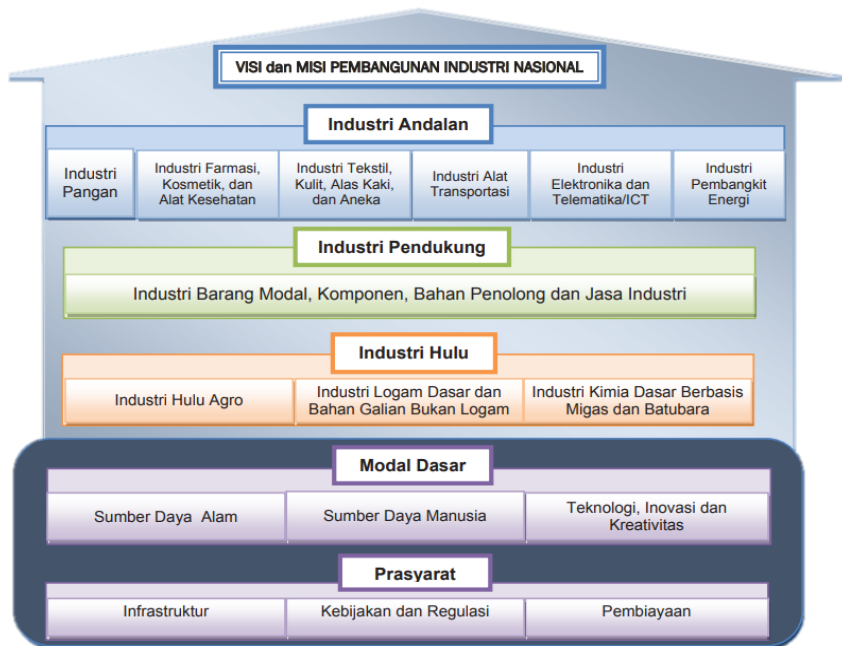 VISI dan MISI PEMBANGUNAN INDUSTRI NASIONAL
Industri Andalan
Industri
Pangan
Industri Farmasi,
Kosmetik, dan
Alat Kesehatan
Industri Tekstil,
Kulit, Alas Kaki,
dan Aneka
Industri Alat
Transportasi
Industri
Elektronika dan
Telematika/ICT
Industri
Pembangkit
Energi
Industri Pendukung
Industri Barang Modal, Komponen, Bahan Penolong dan Jasa Industri
Industri Hulu
Industri Hulu Agro
Industri Logam Dasar dan
Bahan Galian Bukan Logam
Industri Kimia Dasar Berbasis
Migas dan Batubara
Modal Dasar
Sumber Daya Alam
Sumber Daya Manusia
Teknologi, Inovasi dan
Kreativitas
Prasyarat
Infrastruktur
Kebijakan dan Regulasi
Pembiayaan